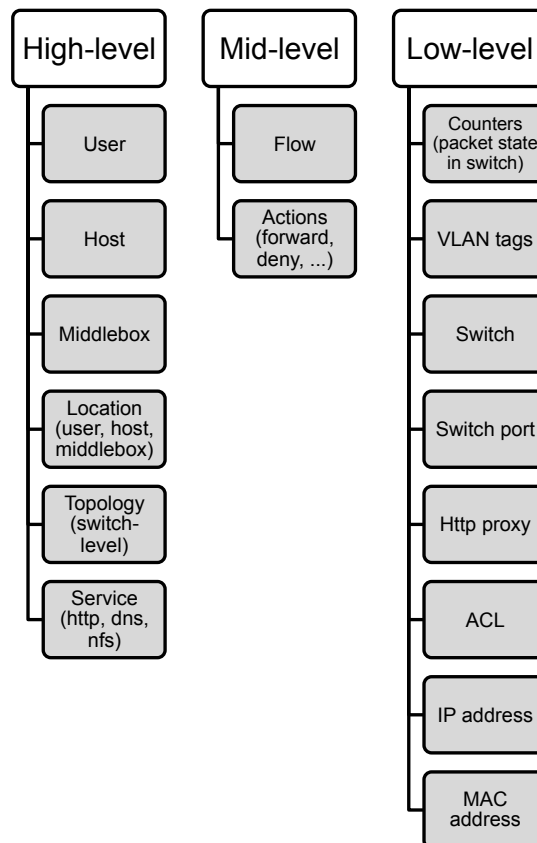 High-level
User
Host
Middlebox
Location
(user, host,
middlebox)
Topology
(switch-
level)
Service
(http, dns,
nfs)
Mid-level
Flow
Actions
(forward,
deny, ...)
Low-level
Counters
(packet state
in switch)
VLAN tags
Switch
Switch port
Http proxy
ACL
IP address
MAC
address